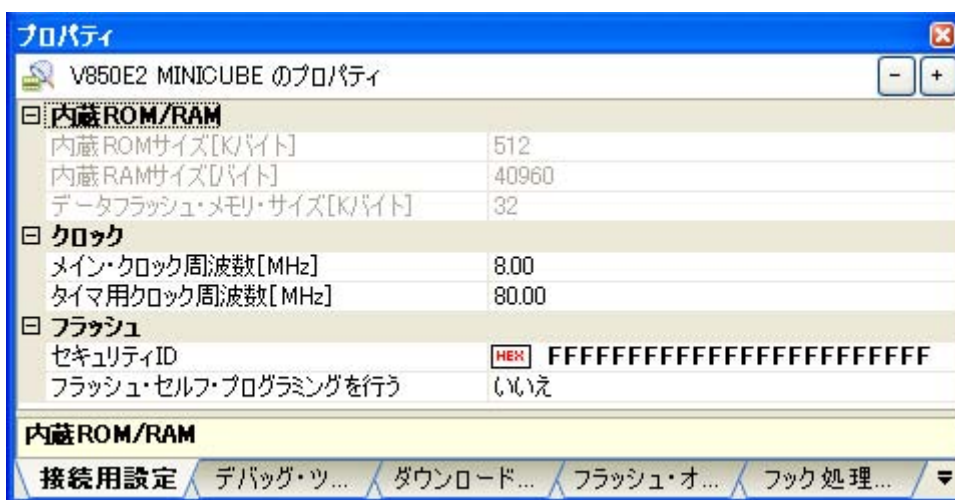 プロパティ
V850E2 MINICUBE のプロパティ
内蔵ROM/RAM
内蔵ROMサイズ[Kバイト] 512
内蔵RAMサイズ[バイト] 40960
データフラッシュ・メモリ・サイズ[Kバイト] 32
クロック
メイン・クロック周波数[MHz] 8.00
タイマ用クロック周波数[MHz] 80.00
フラッシュ
セキュリティID HEX FFFFFFFFFFFFFFFFFFFFFFFF
フラッシュ・セルフ・プログラミングを行う いいえ
内蔵ROM/RAM
接続用設定 デバッグ・ツ... ダウンロード... フラッシュ・オ... フック処理...